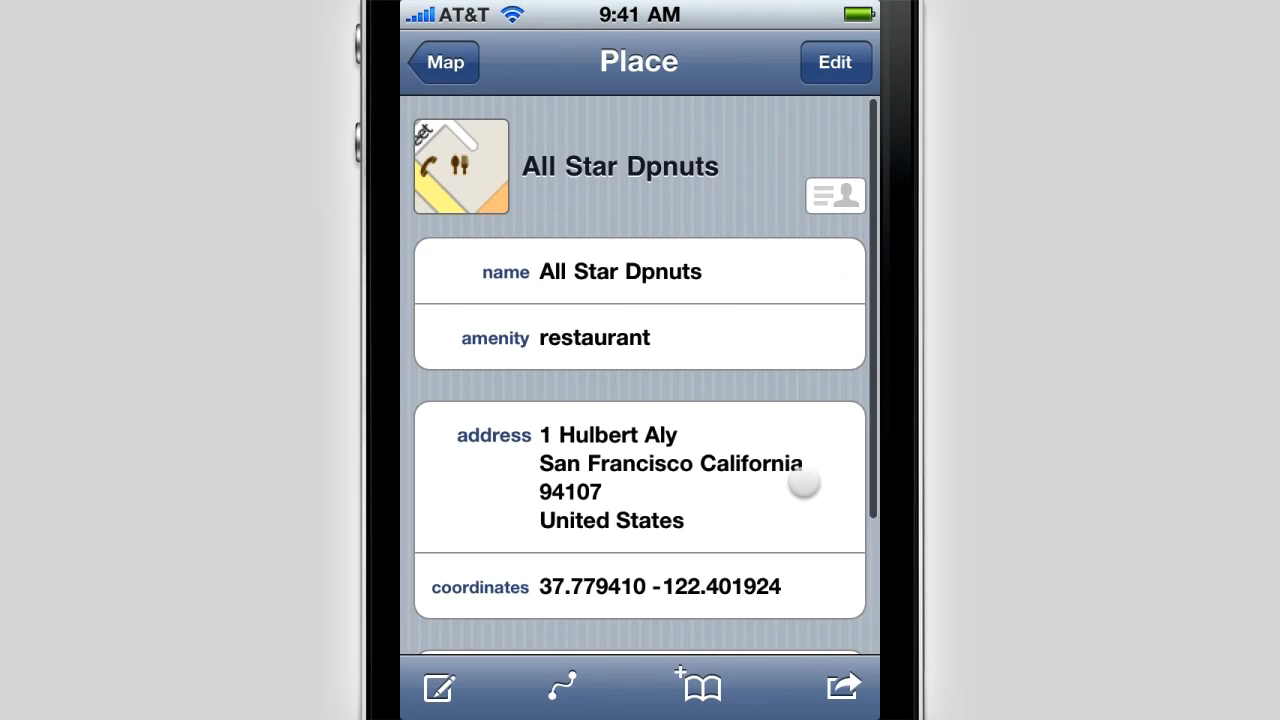 AT&T 9:41 AM
Map Place Edit
eet
All Star Dpnuts
name All Star Dpnuts
amenity restaurant
address 1 Hulbert Aly
San Francisco California
94107
United States
coordinates 37.779410 -122.401924